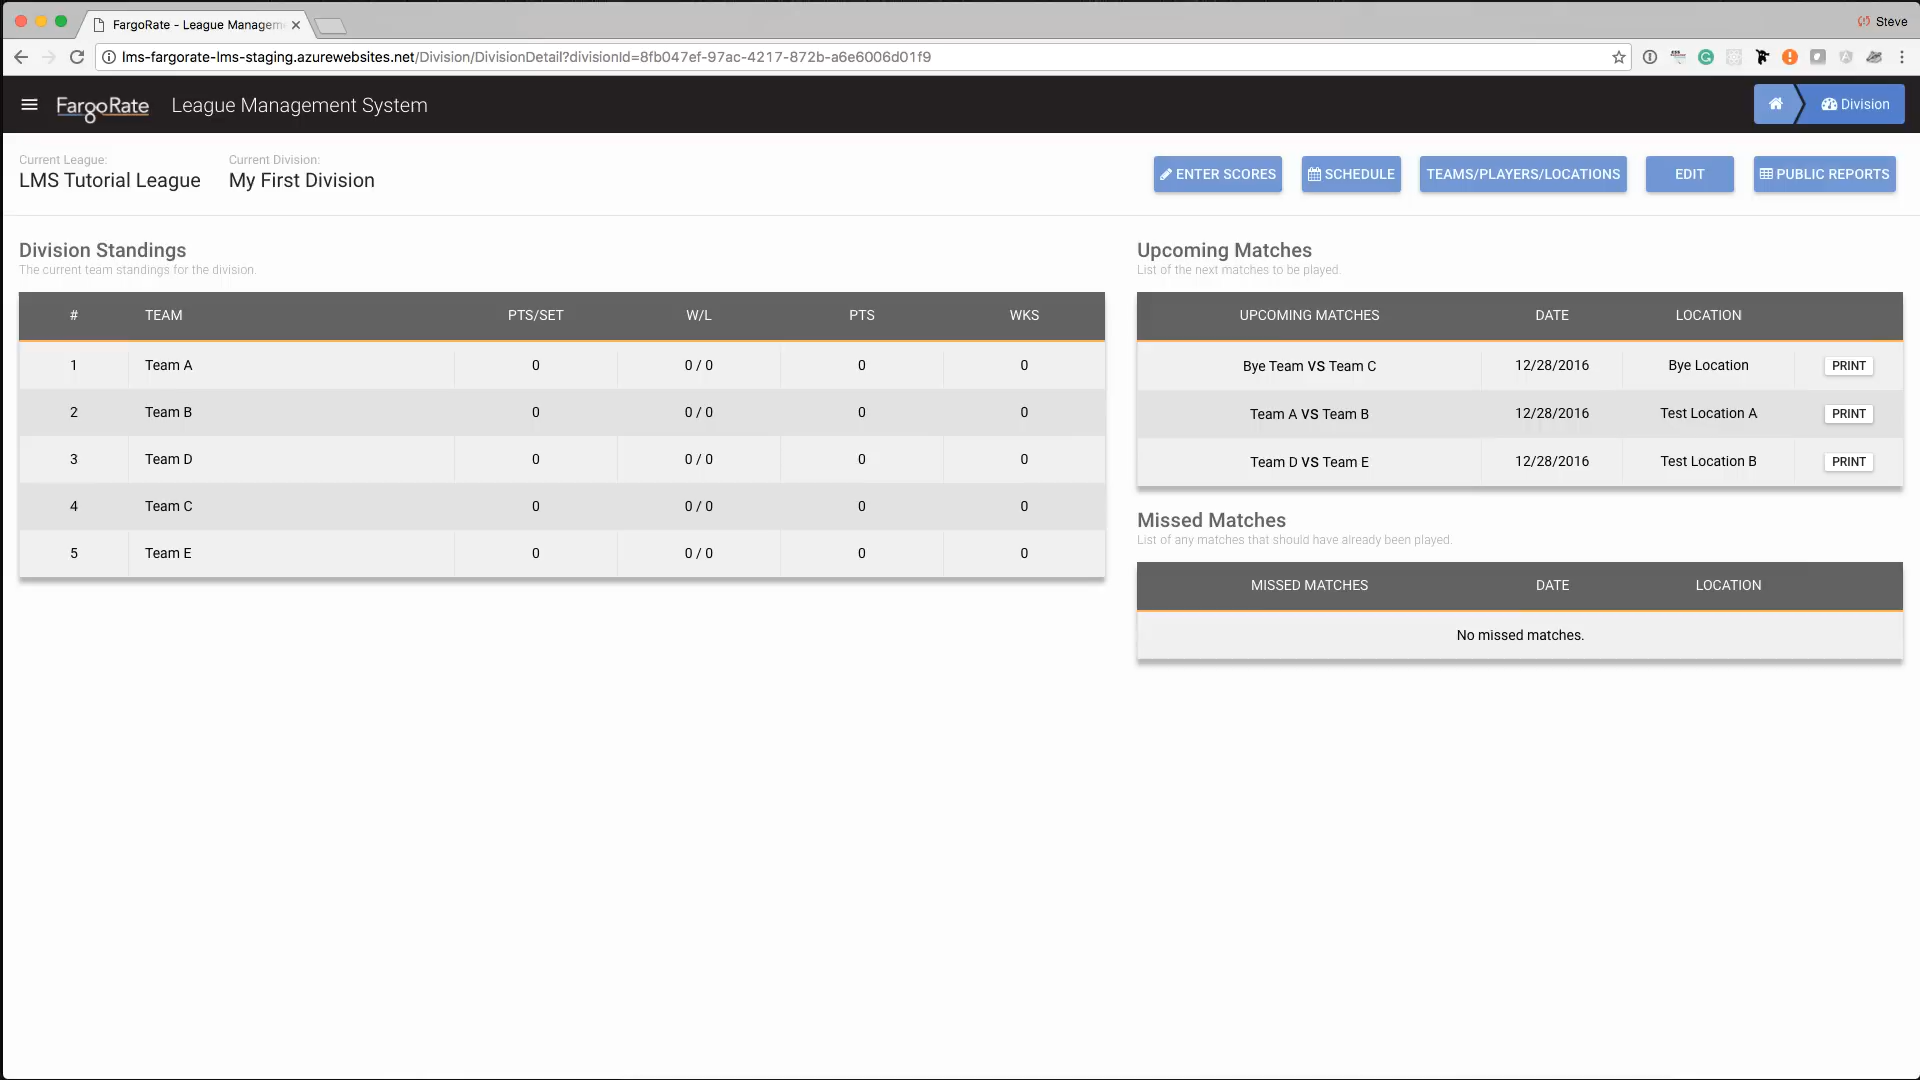 FargoRate - League Managem
Steve
lms-fargorate-lms-staging.azurewebsites.net/Division/DivisionDetail?divisionId=8fb047ef-97ac-4217-872b-a6e6006d01f9
FargoRate League Management System
Division
Current League: Current Division:
LMS Tutorial League My First Division
ENTER SCORES SCHEDULE TEAMS/PLAYERS/LOCATIONS EDIT PUBLIC REPORTS
Division Standings
The current team standings for the division.
# TEAM PTS/SET W/L PTS WKS
1 Team A 0 0 / 0 0 0
2 Team B 0 0 / 0 0 0
3 Team D 0 0 / 0 0 0
4 Team C 0 0 / 0 0 0
5 Team E 0 0 / 0 0 0
Upcoming Matches
List of the next matches to be played.
UPCOMING MATCHES DATE LOCATION
Bye Team VS Team C 12/28/2016 Bye Location PRINT
Team A VS Team B 12/28/2016 Test Location A PRINT
Team D VS Team E 12/28/2016 Test Location B PRINT
Missed Matches
List of any matches that should have already been played.
MISSED MATCHES DATE LOCATION
No missed matches.